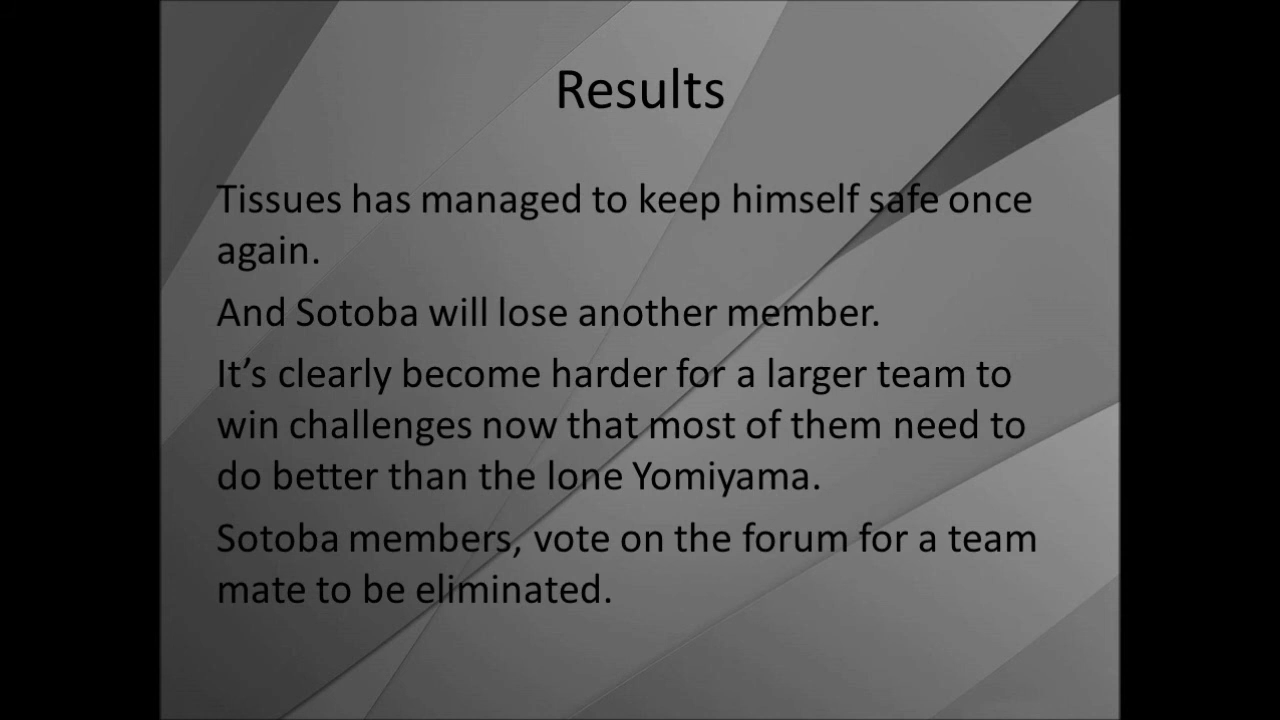 Results
Tissues has managed to keep himself safe once
again.
And Sotoba will lose another member.
It’s clearly become harder for a larger team to
win challenges now that most of them need to
do better than the lone Yomiyama.
Sotoba members, vote on the forum for a team
mate to be eliminated.